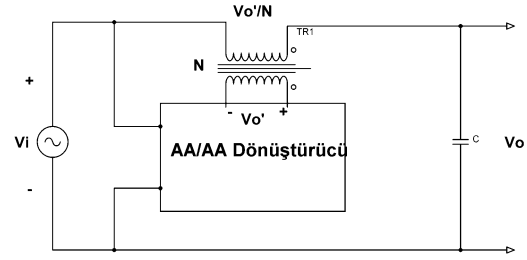 Vo'/N
TR1
N
+
- Vo' +
Vi
AA/AA Dönüştürücü
C
Vo
-